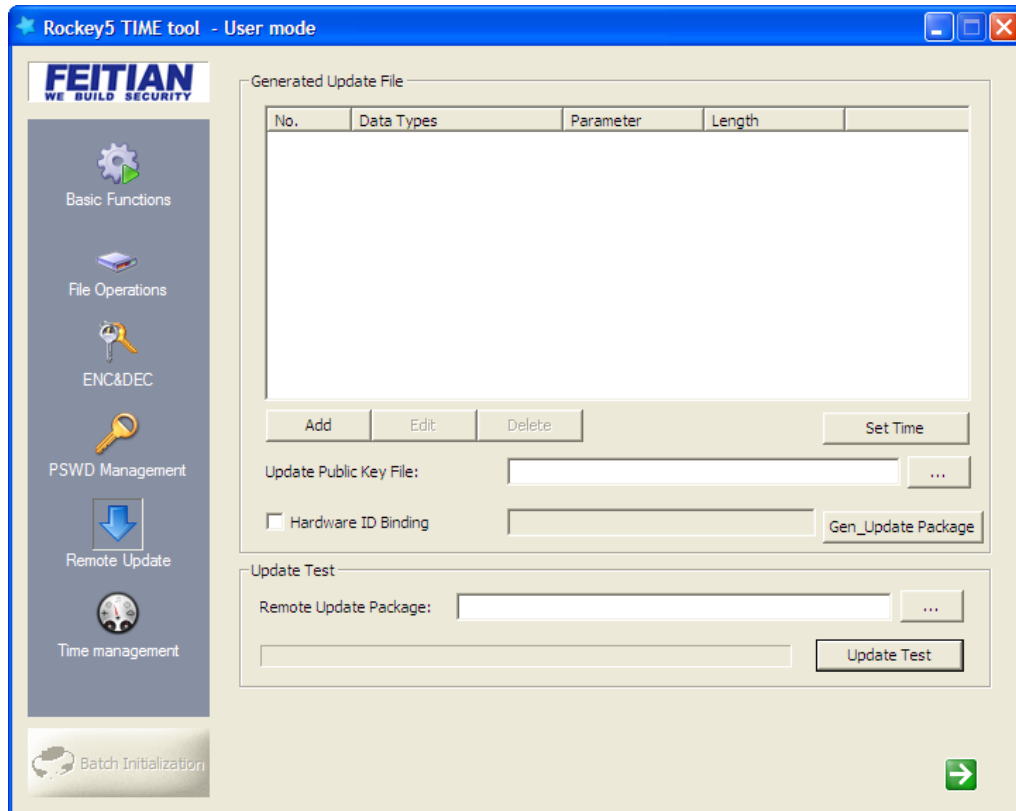 Rockey5 TIME tool  - User mode
FEITIAN
WE BUILD SECURITY
Basic Functions
File Operations
ENC&DEC
PSWD Management
Remote Update
Time management
Batch Initialization
Generated Update File
No. Data Types Parameter Length
Add Edit Delete Set Time
Update Public Key File: ...
Hardware ID Binding Gen_Update Package
Update Test
Remote Update Package: ...
Update Test